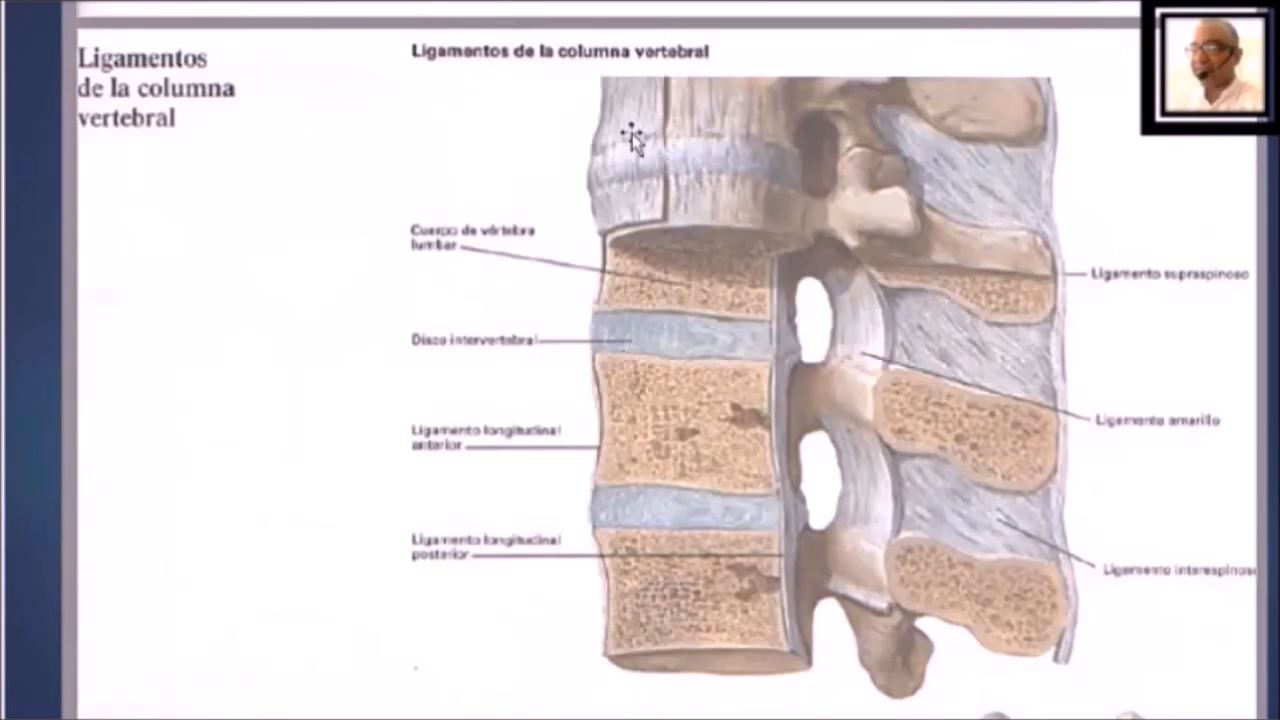 Ligamentos
de la columna
vertebral
Ligamentos de la columna vertebral
Cuerpo de vértebra
lumbar
Disco intervertebral
Ligamento longitudinal
anterior
Ligamento longitudinal
posterior
Ligamento supraspinoso
Ligamento amarillo
Ligamento interespinoso